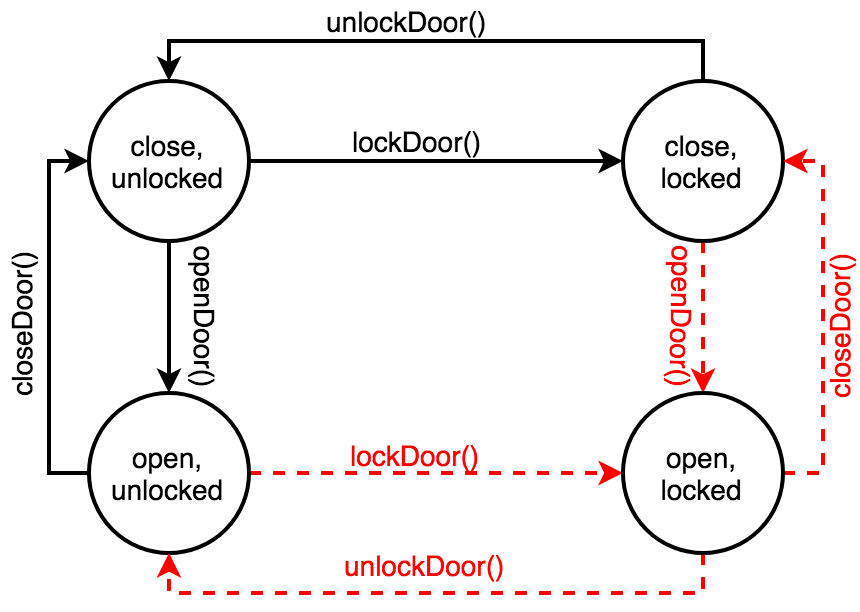 unlockDoor()
close,
unlocked
lockDoor()
close,
locked
closeDoor()
openDoor()
openDoor()
closeDoor()
open,
unlocked
lockDoor()
open,
locked
unlockDoor()